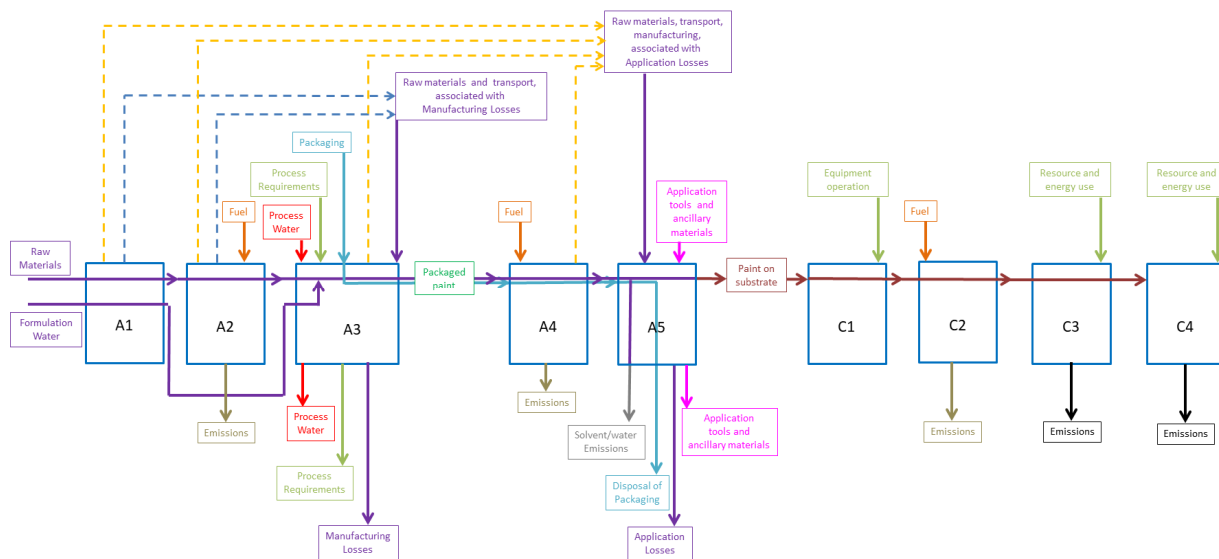 Raw materials, transport,
manufacturing,
associated with
Application Losses
Raw materials and transport,
associated with
Manufacturing Losses
Packaging
Process
Requirements
Fuel
Process
Water
Fuel
Application
tools and
ancillary
materials
Equipment
operation
Fuel
Resource and
energy use
Resource and
energy use
Raw
Materials
Formulation
Water
A1
A2
A3
Packaged
paint
A4
A5
Paint on
substrate
C1
C2
C3
C4
Emissions
Process
Water
Process
Requirements
Manufacturing
Losses
Emissions
Solvent/water
Emissions
Application
tools and
ancillary materials
Disposal of
Packaging
Application
Losses
Emissions
Emissions
Emissions